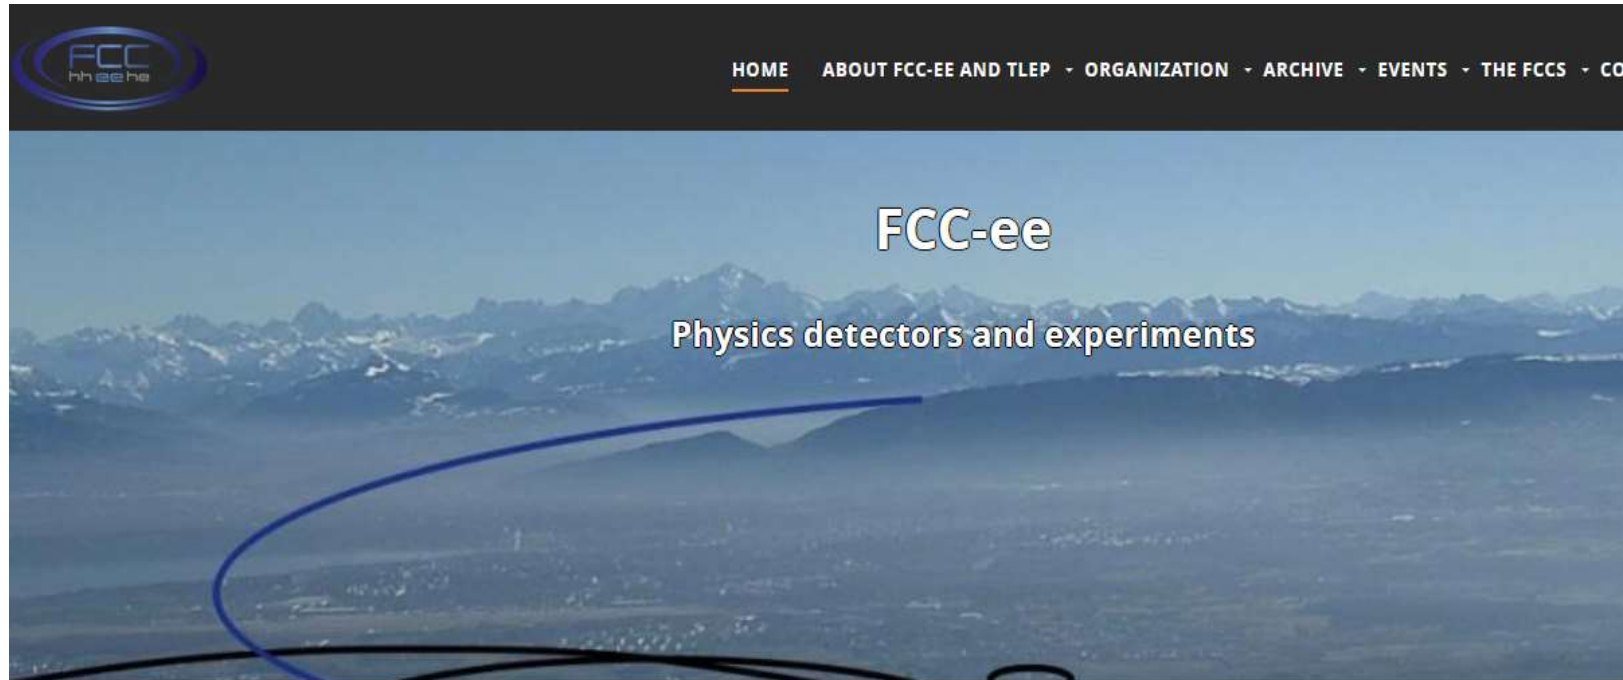 FCC
hh ee he
HOME ABOUT FCC-EE AND TLEP ORGANIZATION ARCHIVE EVENTS THE FCCS CO
FCC-ee
Physics detectors and experiments